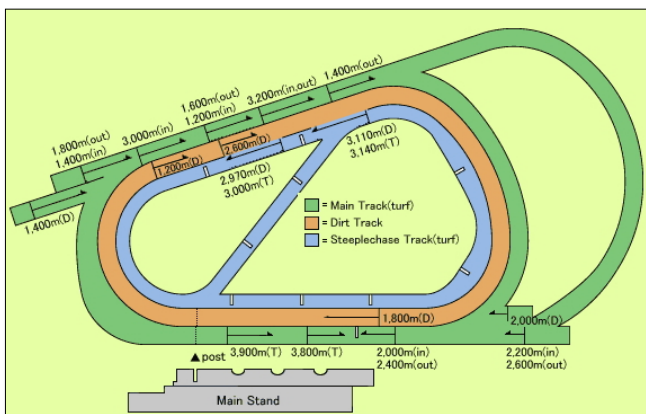 1,400m(out)
3,200m(in,out)
1,600m(out)
1,200m(in)
3,000m(in)
1,800m(out)
1,400m(in)
1,400m(D)
1,200m(D)
2,600m(D)
2,970m(D)
3,000m(T)
3,110m(D)
3,140m(T)
= Main Track(turf)
= Dirt Track
= Steeplechase Track(turf)
1,800m(D)
2,000m(D)
▲post
3,900m(T)
3,800m(T)
2,000m(in)
2,400m(out)
2,200m(in)
2,600m(out)
Main Stand